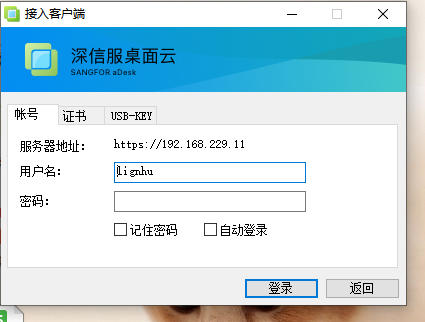 接入客户端
深信服桌面云
SANGFOR aDesk
帐号 证书 USB-KEY
服务器地址: https://192.168.229.11
用户名: lignhu
密码:
记住密码 自动登录
登录 返回
S